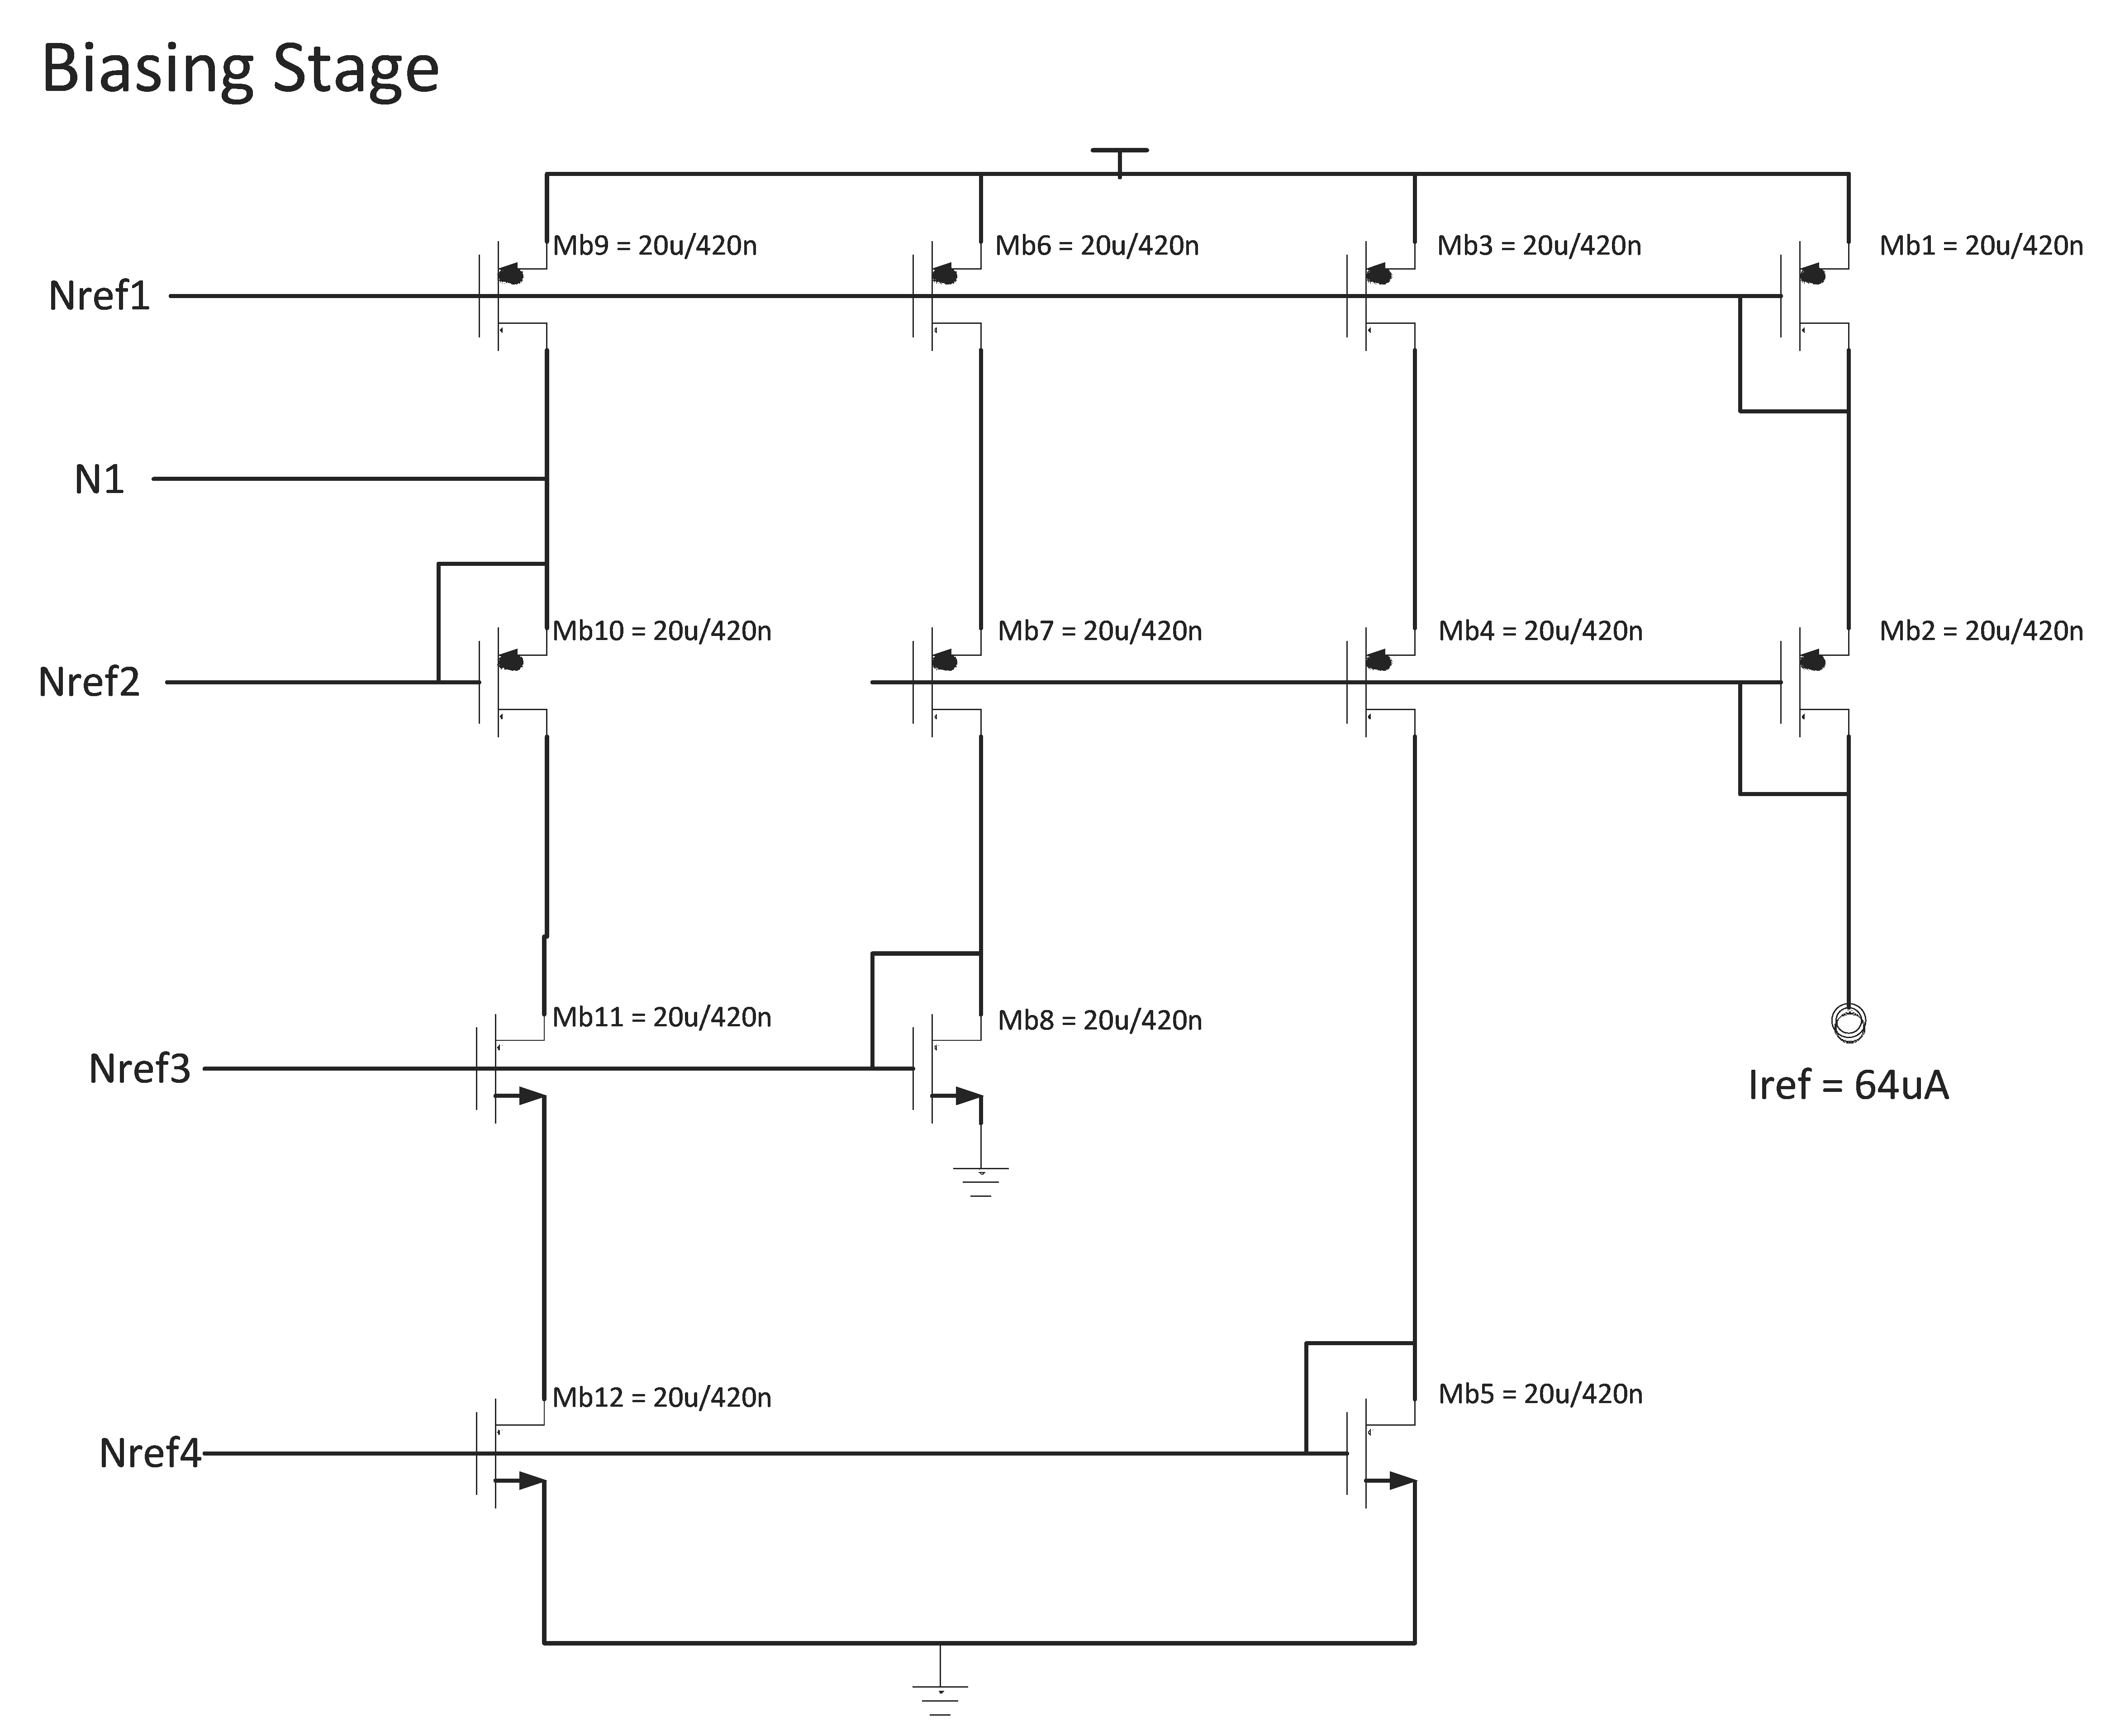 Biasing Stage
Mb9 = 20u/420n
Mb6 = 20u/420n
Mb3 = 20u/420n
Mb1 = 20u/420n
Nref1
N1
Mb10 = 20u/420n
Mb7 = 20u/420n
Mb4 = 20u/420n
Mb2 = 20u/420n
Nref2
Mb11 = 20u/420n
Mb8 = 20u/420n
Nref3
Iref = 64uA
Mb12 = 20u/420n
Mb5 = 20u/420n
Nref4